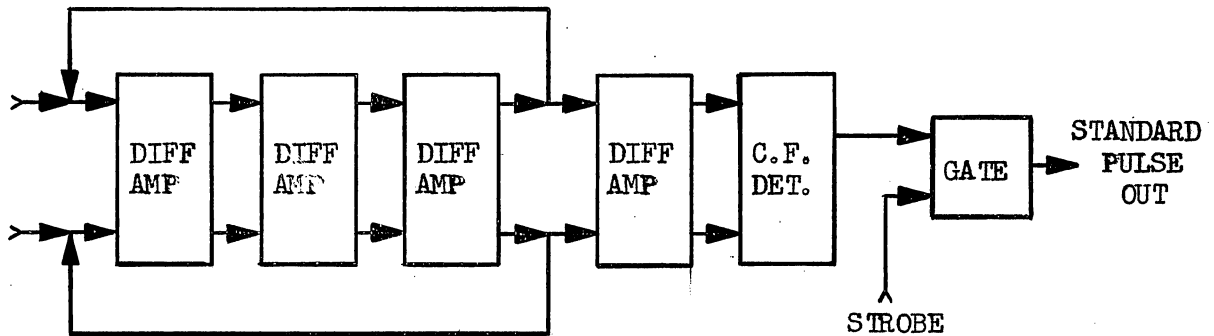 DIFF
AMP
DIFF
AMP
DIFF
AMP
DIFF
AMP
C.F.
DET.
GATE
STANDARD
PULSE
OUT
STROBE